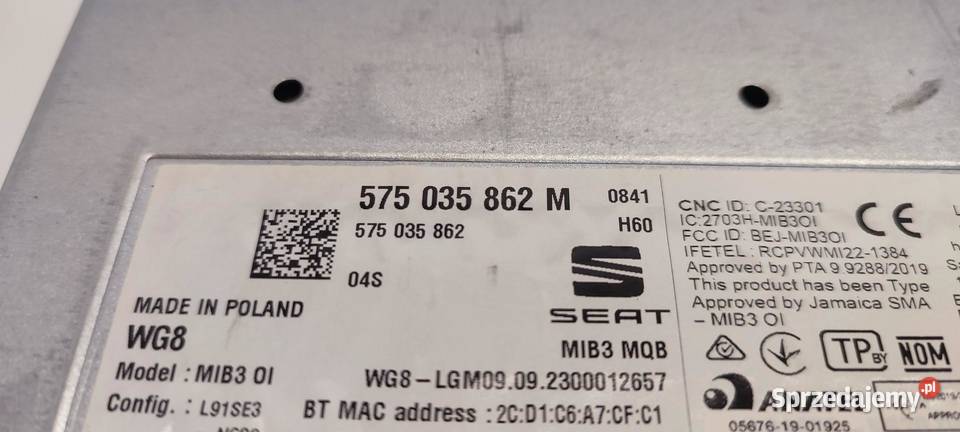 575 035 862 M
0841
575 035 862
H60
04S
SEAT
MADE IN POLAND
WG8
MIB3 MQB
Model : MIB3 OI
WG8-LGM09.09.2300012657
Config. : L91SE3
BT MAC address : 2C:D1:C6:A7:CF:C1
CNC ID: C-23301
IC:2703H-MIB3OI
FCC ID: BEJ-MIB3OI
IFETEL : RCPVWMI22-1384
Approved by PTA 9.9288/2019
This product has been Type
Approved by Jamaica SMA
– MIB3 OI
CE
TP BY
NOM
05676-19-01925
Sprzedajemy.pl